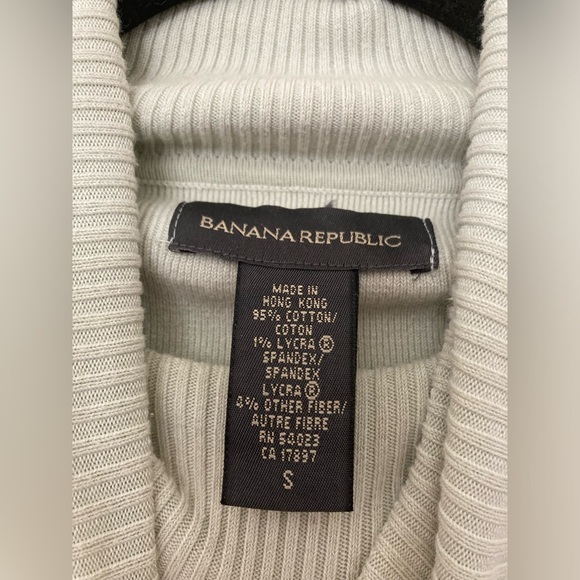 BANANA REPUBLIC
MADE IN
HONG KONG
95% COTTON/
COTON
1% LYCRA®
SPANDEX/
SPANDEX
LYCRA®
4% OTHER FIBER/
AUTRE FIBRE
RN 54023
CA 17897
S